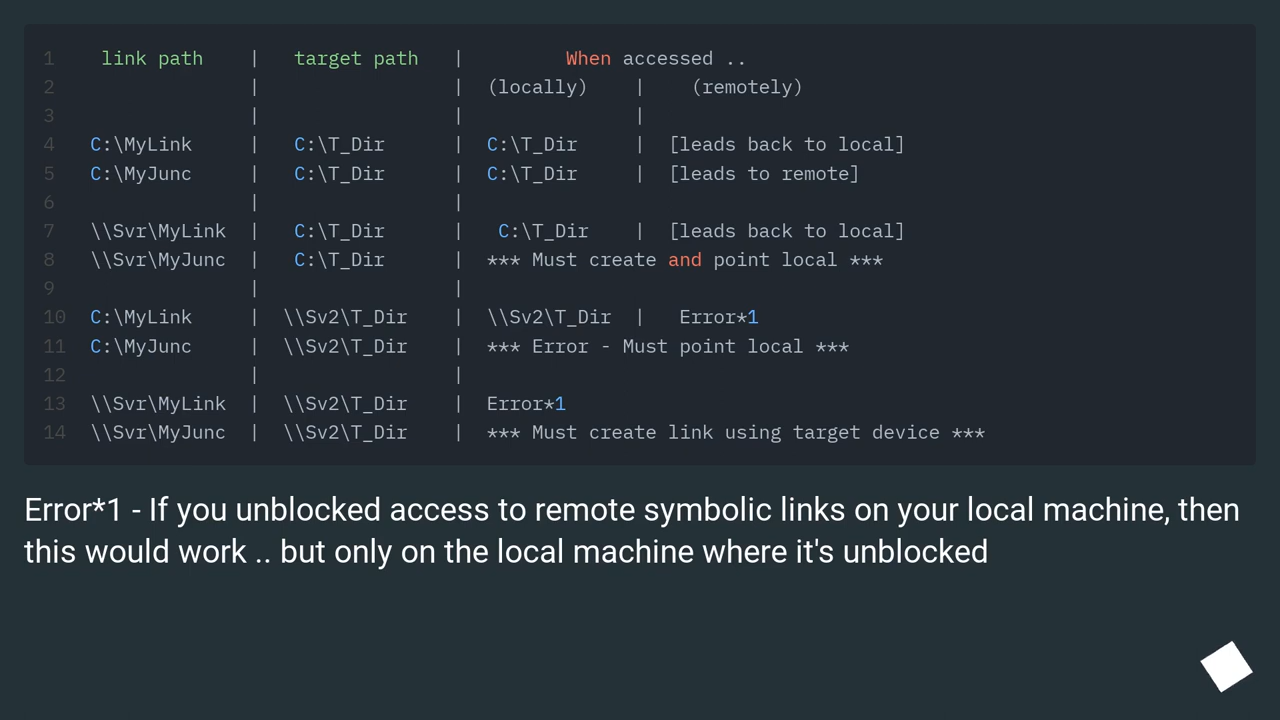 1    link path    |   target path   |         When accessed ..
2                 |                 |  (locally)    |    (remotely)
3                 |                 |               |
4   C:\MyLink     |   C:\T_Dir      |  C:\T_Dir     |  [leads back to local]
5   C:\MyJunc     |   C:\T_Dir      |  C:\T_Dir     |  [leads to remote]
6                 |                 |
7   \\Svr\MyLink  |   C:\T_Dir      |   C:\T_Dir    |  [leads back to local]
8   \\Svr\MyJunc  |   C:\T_Dir      |  *** Must create and point local ***
9                 |                 |
10  C:\MyLink     |  \\Sv2\T_Dir    |  \\Sv2\T_Dir  |   Error*1
11  C:\MyJunc     |  \\Sv2\T_Dir    |  *** Error - Must point local ***
12                |                 |
13  \\Svr\MyLink  |  \\Sv2\T_Dir    |  Error*1
14  \\Svr\MyJunc  |  \\Sv2\T_Dir    |  *** Must create link using target device ***
Error*1 - If you unblocked access to remote symbolic links on your local machine, then
this would work .. but only on the local machine where it's unblocked